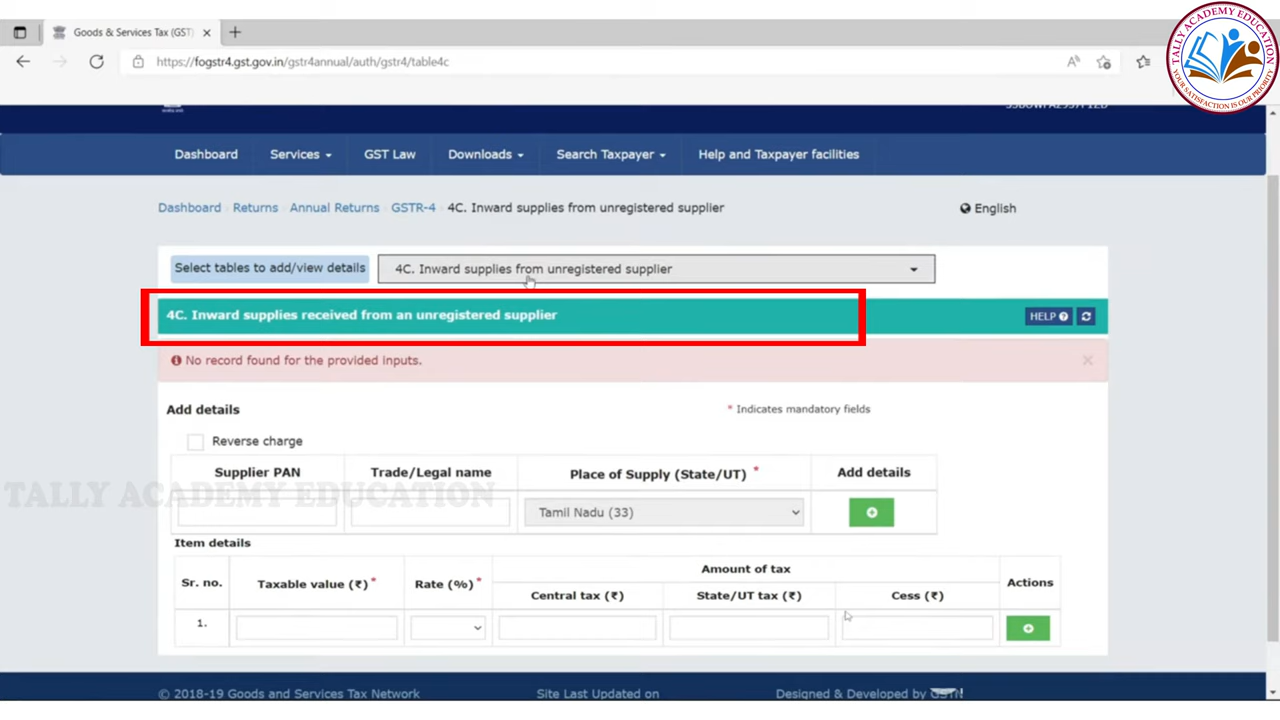 Goods & Services Tax (GST)
https://fogstr4.gst.gov.in/gstr4annual/auth/gstr4/table4c
TALLY ACADEMY EDUCATION
YOUR SATISFACTION IS OUR PRIORITY
Dashboard Services GST Law Downloads Search Taxpayer Help and Taxpayer facilities
Dashboard Returns Annual Returns GSTR-4 4C. Inward supplies from unregistered supplier English
Select tables to add/view details 4C. Inward supplies from unregistered supplier
4C. Inward supplies received from an unregistered supplier HELP
No record found for the provided inputs.
Add details * Indicates mandatory fields
Reverse charge
Supplier PAN Trade/Legal name Place of Supply (State/UT) * Add details
TALLY ACADEMY EDUCATION
Tamil Nadu (33)
Item details
Sr. no. Taxable value (₹) * Rate (%) * Amount of tax Actions
Central tax (₹) State/UT tax (₹) Cess (₹)
1.
© 2018-19 Goods and Services Tax Network Site Last Updated on Designed & Developed by GSTN